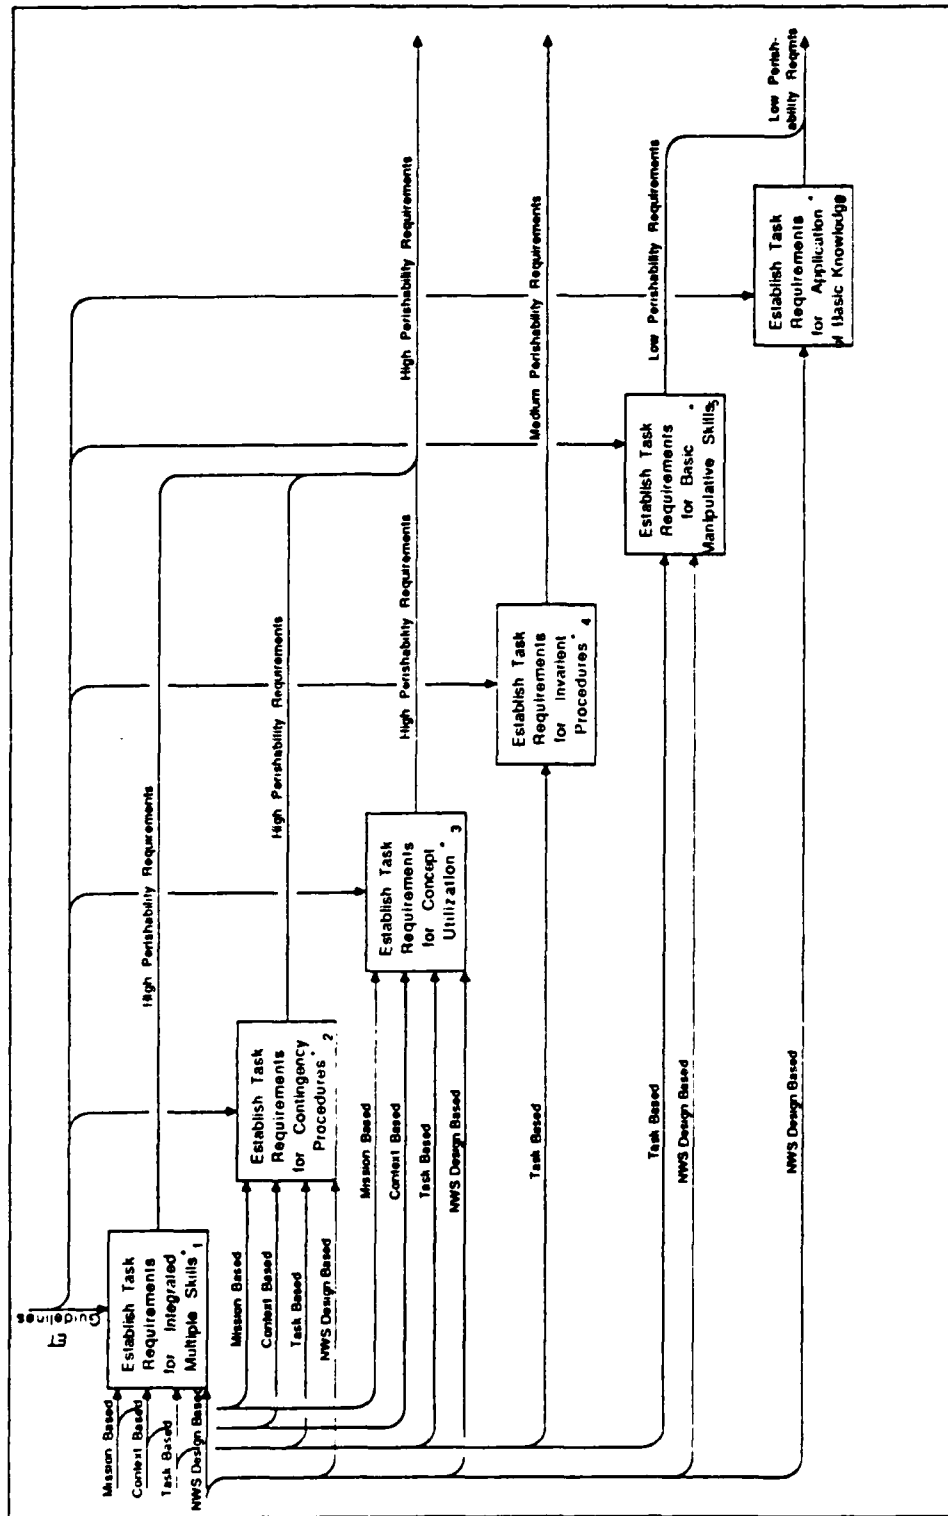 ET
Guidelines
Mission Based
Context Based
Task Based
NWS Design Based
Establish Task
Requirements
for Integrated
Multiple Skills*
1
High Perishability Requirements
Mission Based
Context Based
Task Based
NWS Design Based
Establish Task
Requirements
for Contingency
Procedures*
2
High Perishability Requirements
Mission Based
Context Based
Task Based
NWS Design Based
Establish Task
Requirements
for Concept
Utilization*
3
High Perishability Requirements
High Perishability Requirements
Task Based
Establish Task
Requirements
for Invarient
Procedures*
4
Medium Perishability Requirements
Task Based
NWS Design Based
Establish Task
Requirements
for Basic *
Manipulative Skills
5
Low Perishability Requirements
NWS Design Based
Establish Task
Requirements
for Application *
of Basic Knowledge
Low Perish-
ability Reqmts